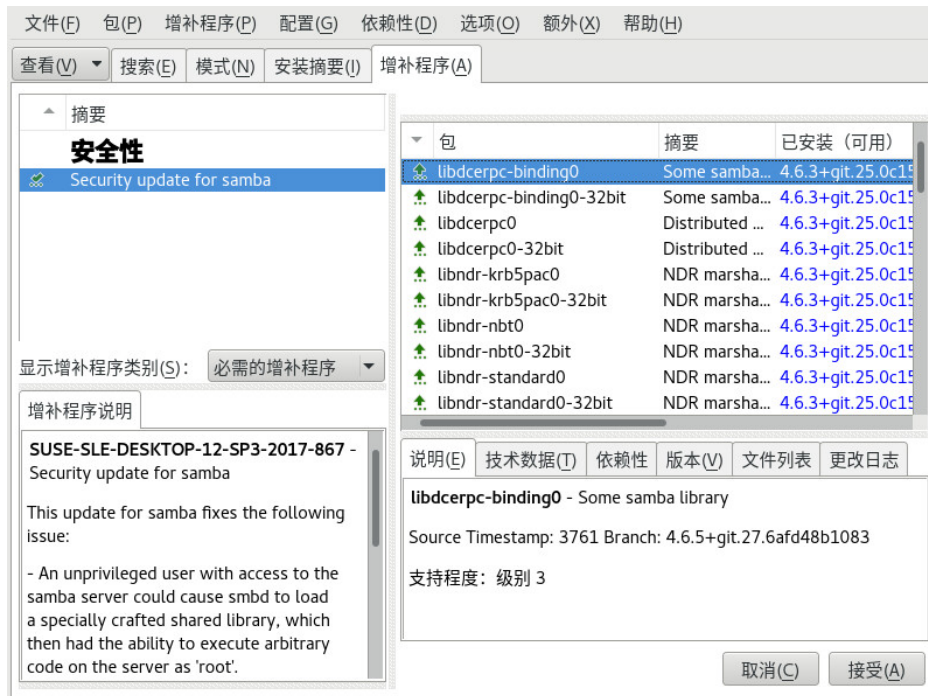 文件(F) 包(P) 增补程序(P) 配置(G) 依赖性(D) 选项(O) 额外(X) 帮助(H)
查看(V) 搜索(E) 模式(N) 安装摘要(I) 增补程序(A)
摘要
安全性
Security update for samba
显示增补程序类别(S): 必需的增补程序
增补程序说明
SUSE-SLE-DESKTOP-12-SP3-2017-867 -
Security update for samba
This update for samba fixes the following
issue:
- An unprivileged user with access to the
samba server could cause smbd to load
a specially crafted shared library, which
then had the ability to execute arbitrary
code on the server as 'root'.
包 摘要 已安装（可用）
libdcerpc-binding0 Some samba... 4.6.3+git.25.0c15
libdcerpc-binding0-32bit Some samba... 4.6.3+git.25.0c15
libdcerpc0 Distributed ... 4.6.3+git.25.0c15
libdcerpc0-32bit Distributed ... 4.6.3+git.25.0c15
libndr-krb5pac0 NDR marsha... 4.6.3+git.25.0c15
libndr-krb5pac0-32bit NDR marsha... 4.6.3+git.25.0c15
libndr-nbt0 NDR marsha... 4.6.3+git.25.0c15
libndr-nbt0-32bit NDR marsha... 4.6.3+git.25.0c15
libndr-standard0 NDR marsha... 4.6.3+git.25.0c15
libndr-standard0-32bit NDR marsha... 4.6.3+git.25.0c15
说明(E) 技术数据(T) 依赖性 版本(V) 文件列表 更改日志
libdcerpc-binding0 - Some samba library
Source Timestamp: 3761 Branch: 4.6.5+git.27.6afd48b1083
支持程度：级别 3
取消(C) 接受(A)